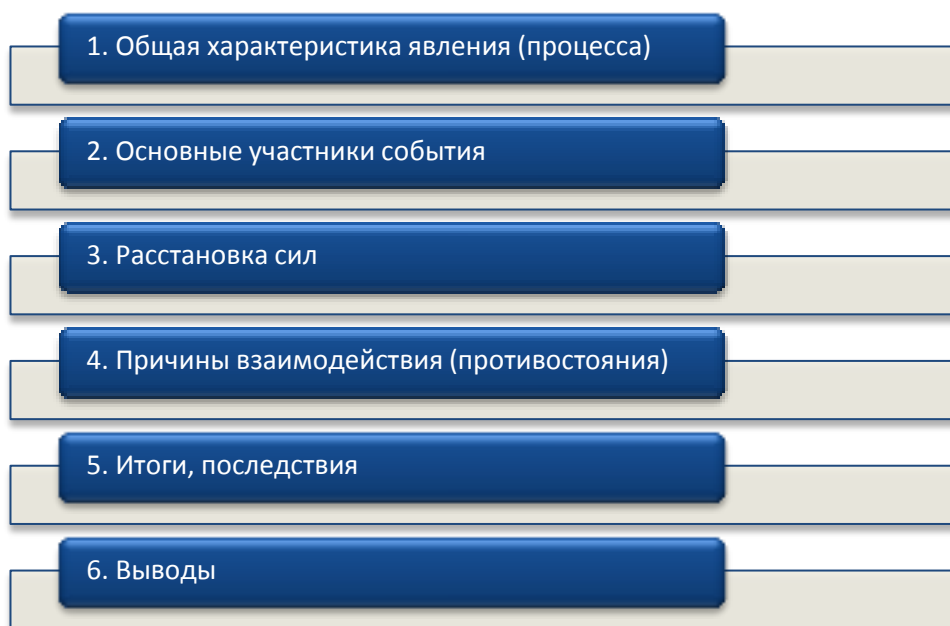 1. Общая характеристика явления (процесса)
2. Основные участники события
3. Расстановка сил
4. Причины взаимодействия (противостояния)
5. Итоги, последствия
6. Выводы